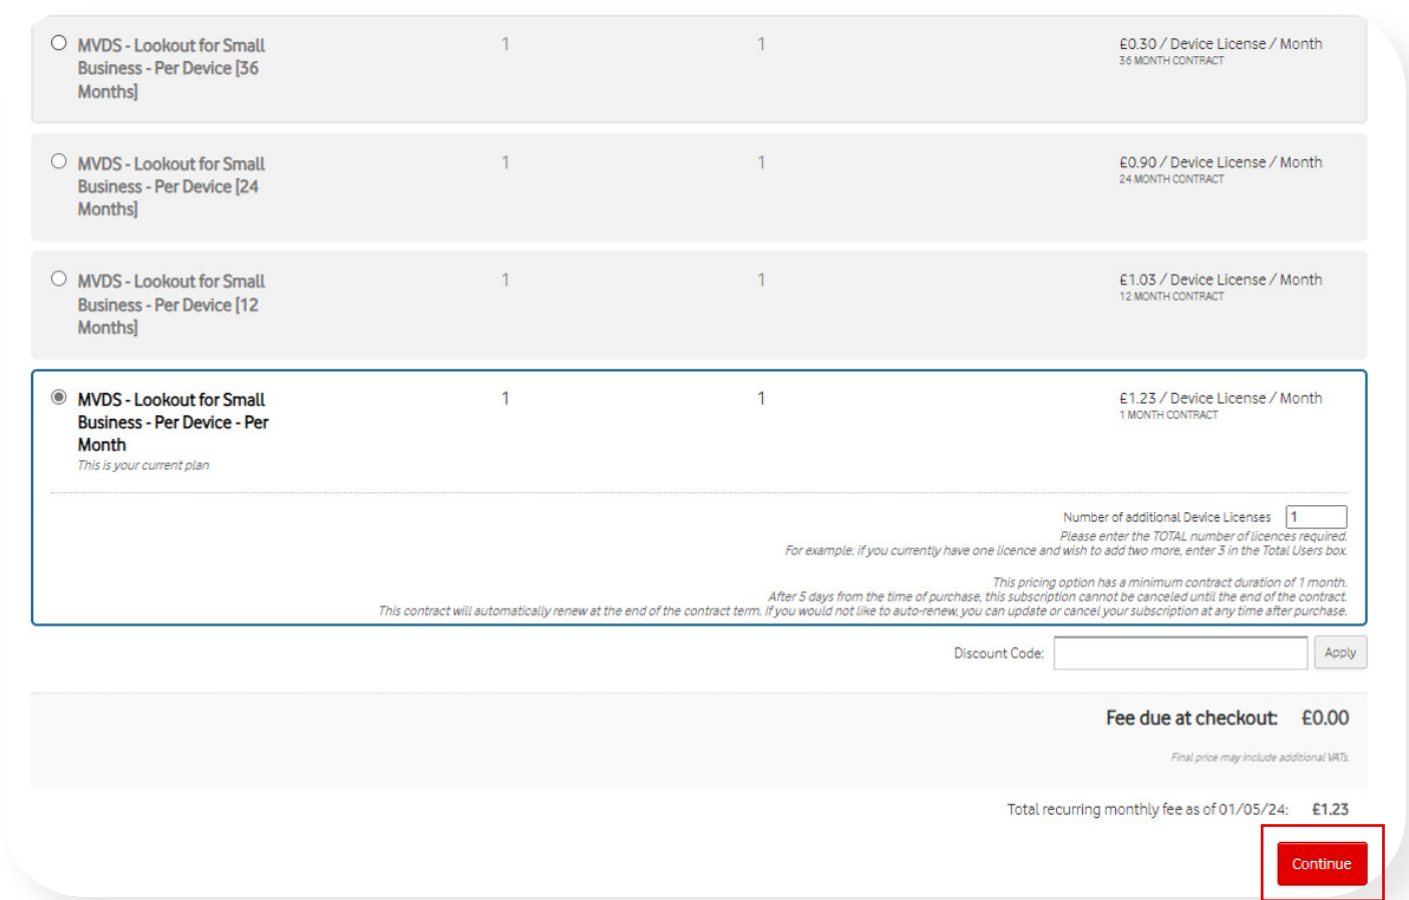 MVDS - Lookout for Small 1 1 £0.30 / Device License / Month
Business - Per Device [36 36 MONTH CONTRACT
Months]
MVDS - Lookout for Small 1 1 £0.90 / Device License / Month
Business - Per Device [24 24 MONTH CONTRACT
Months]
MVDS - Lookout for Small 1 1 £1.03 / Device License / Month
Business - Per Device [12 12 MONTH CONTRACT
Months]
MVDS - Lookout for Small 1 1 £1.23 / Device License / Month
Business - Per Device - Per 1 MONTH CONTRACT
Month
This is your current plan
Number of additional Device Licenses 1
Please enter the TOTAL number of licences required.
For example: if you currently have one licence and wish to add two more, enter 3 in the Total Users box.
This pricing option has a minimum contract duration of 1 month.
After 5 days from the time of purchase, this subscription cannot be canceled until the end of the contract.
This contract will automatically renew at the end of the contract term. If you would not like to auto-renew, you can update or cancel your subscription at any time after purchase.
Discount Code: Apply
Fee due at checkout: £0.00
Final price may include additional VATs.
Total recurring monthly fee as of 01/05/24: £1.23
Continue